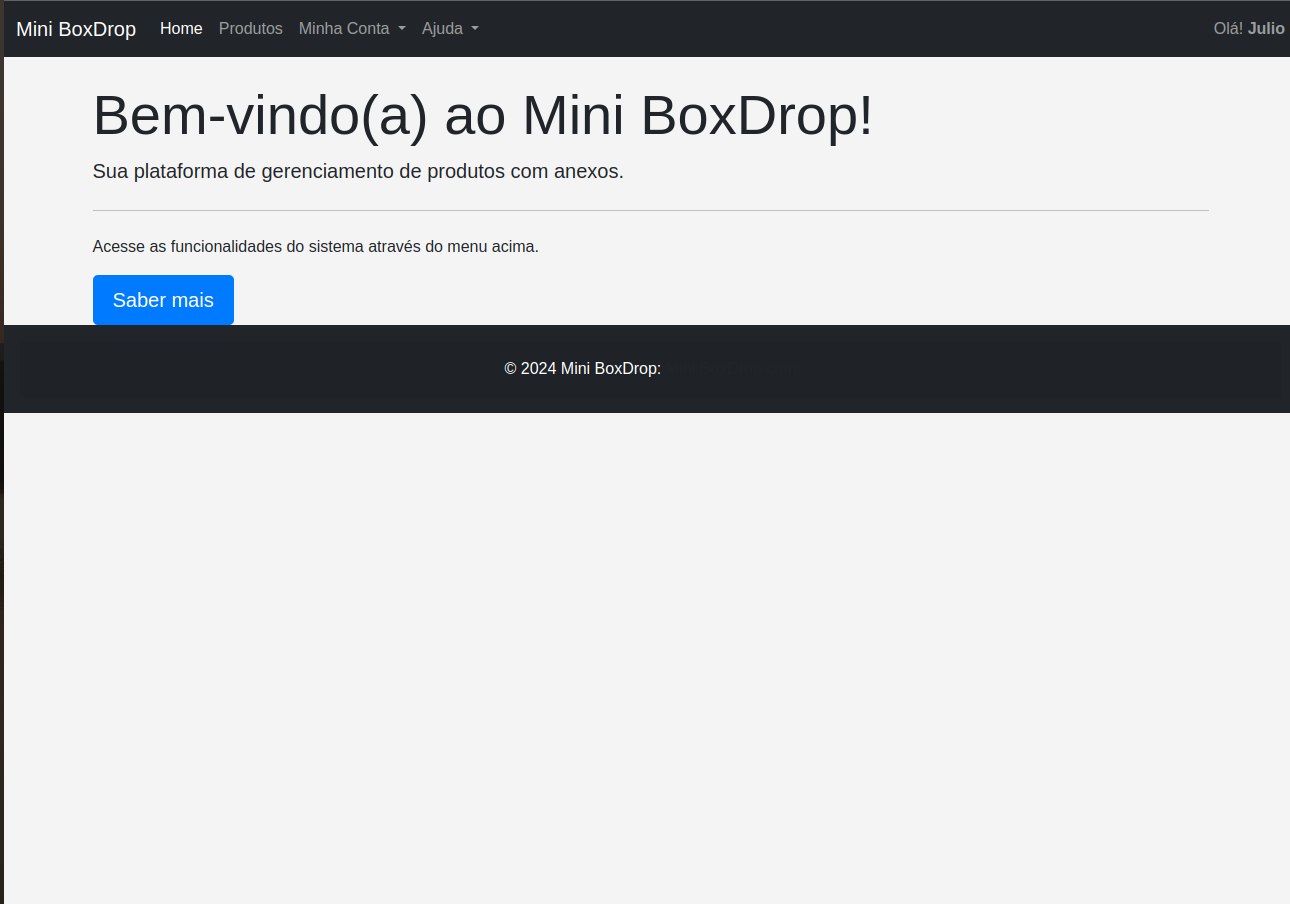 Mini BoxDrop Home Produtos Minha Conta Ajuda Olá! Julio
Bem-vindo(a) ao Mini BoxDrop!
Sua plataforma de gerenciamento de produtos com anexos.
Acesse as funcionalidades do sistema através do menu acima.
Saber mais
© 2024 Mini BoxDrop: